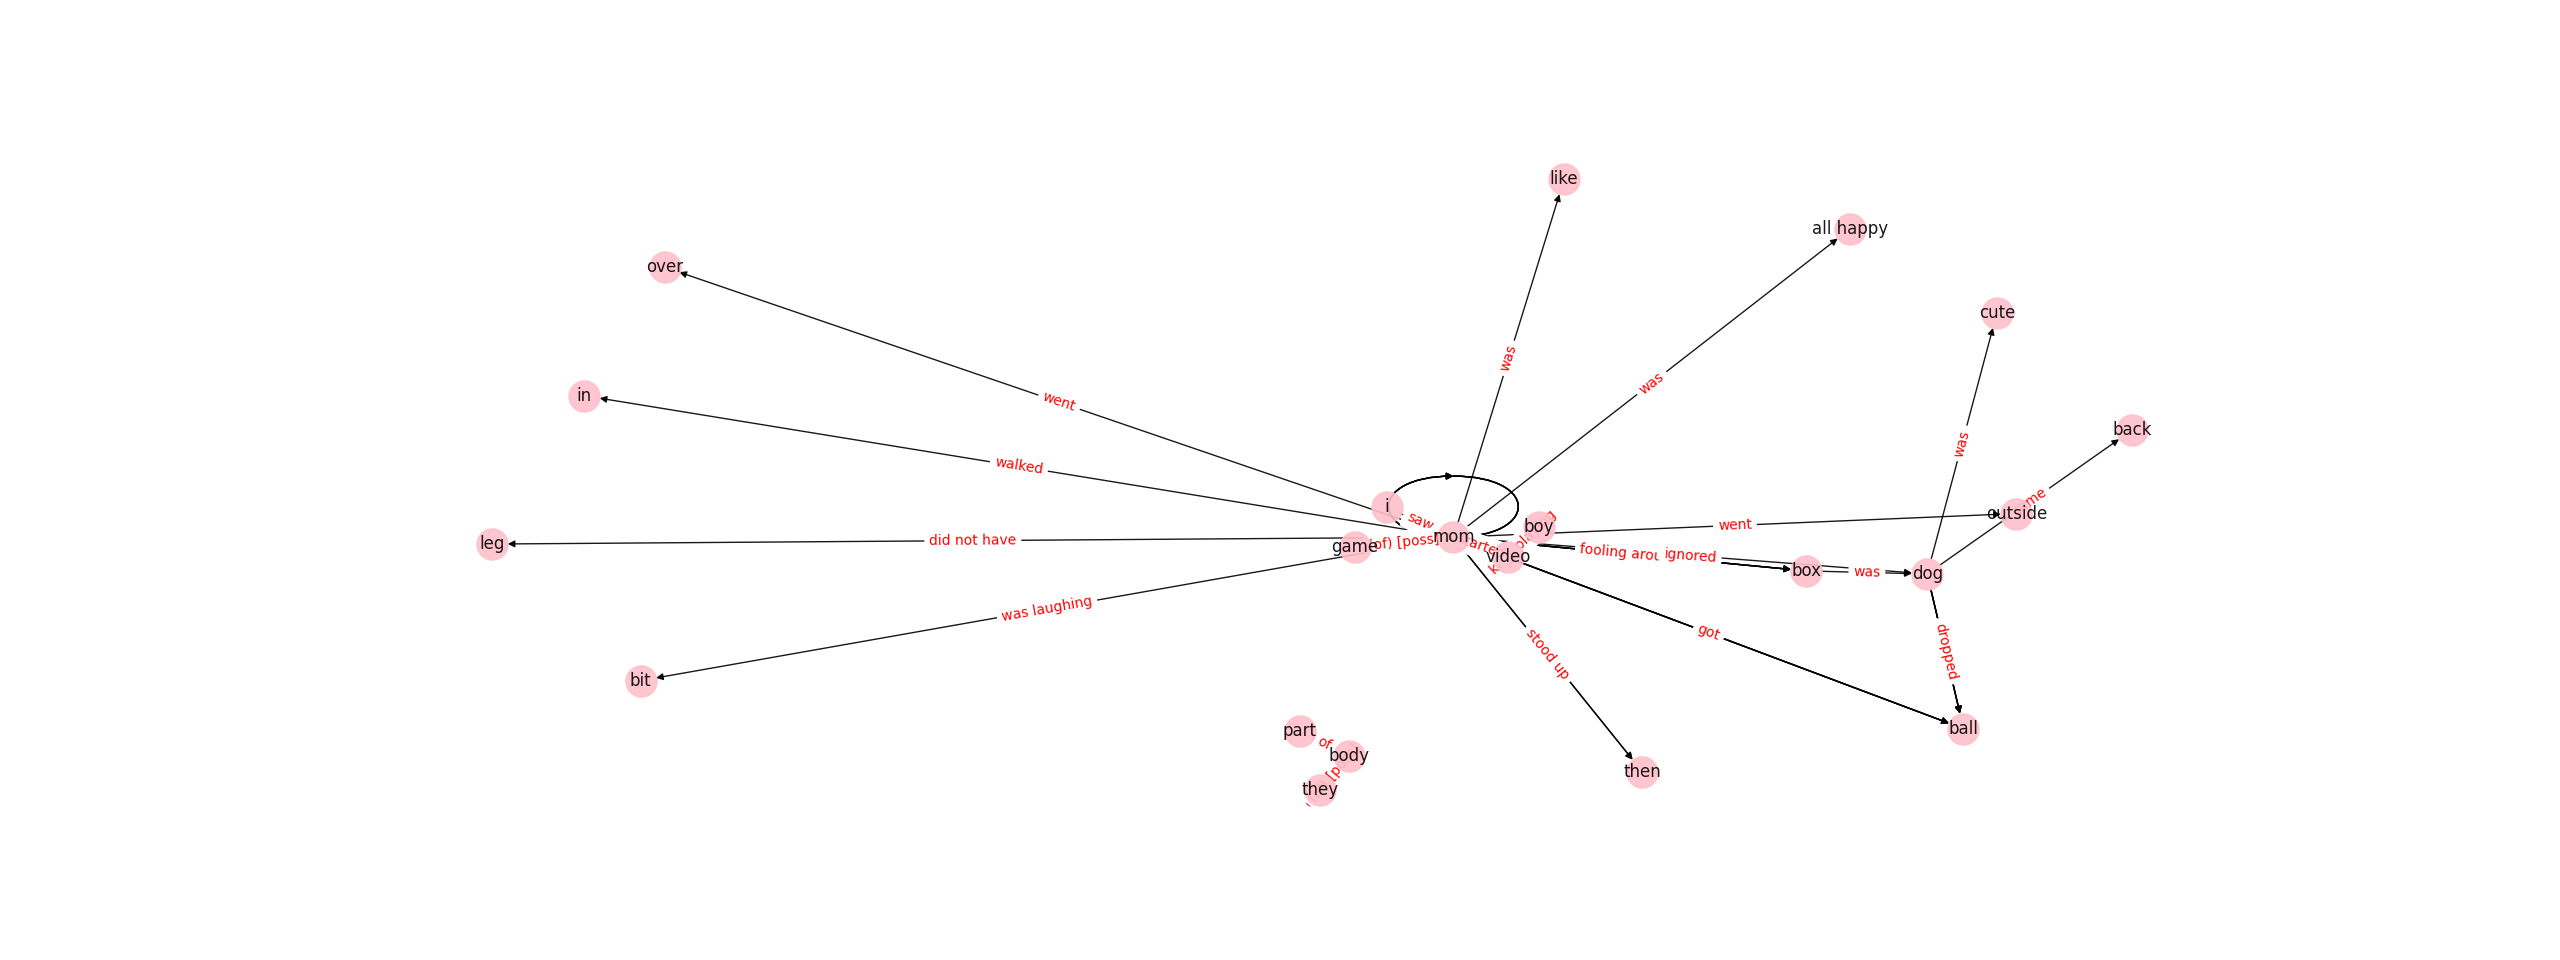 like
all happy
over
cute
was
was
in
went
back
was
walked
me
i
saw
outside
went
boy
leg
did not have
mom
game
of) [poss]
arte
video
fooling arou
ignored
box
was
dog
was laughing
got
stood up
dropped
bit
part
of
body
ball
[p
they
then